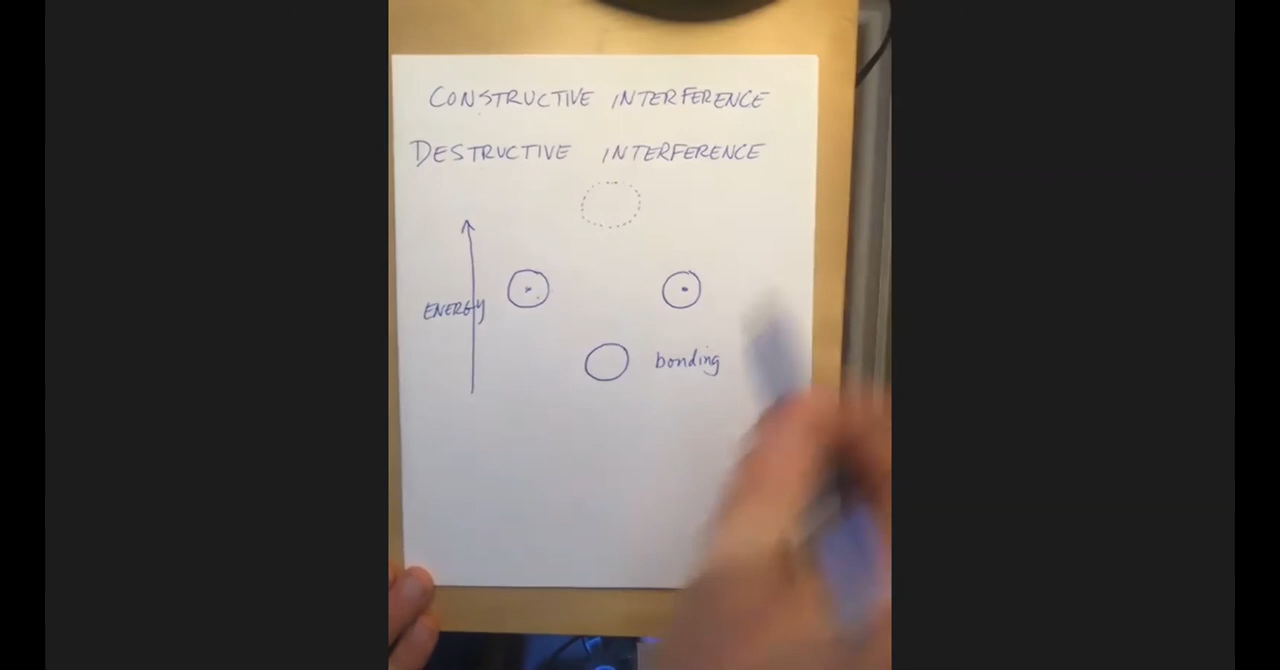 CONSTRUCTIVE INTERFERENCE
DESTRUCTIVE INTERFERENCE
ENERGY
bonding